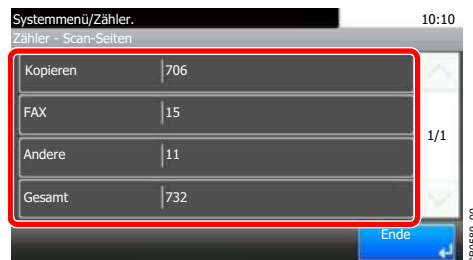 Systemmenü/Zähler. 10:10
Zähler - Scan-Seiten
Kopieren 706
FAX 15
1/1
Andere 11
Gesamt 732
Ende